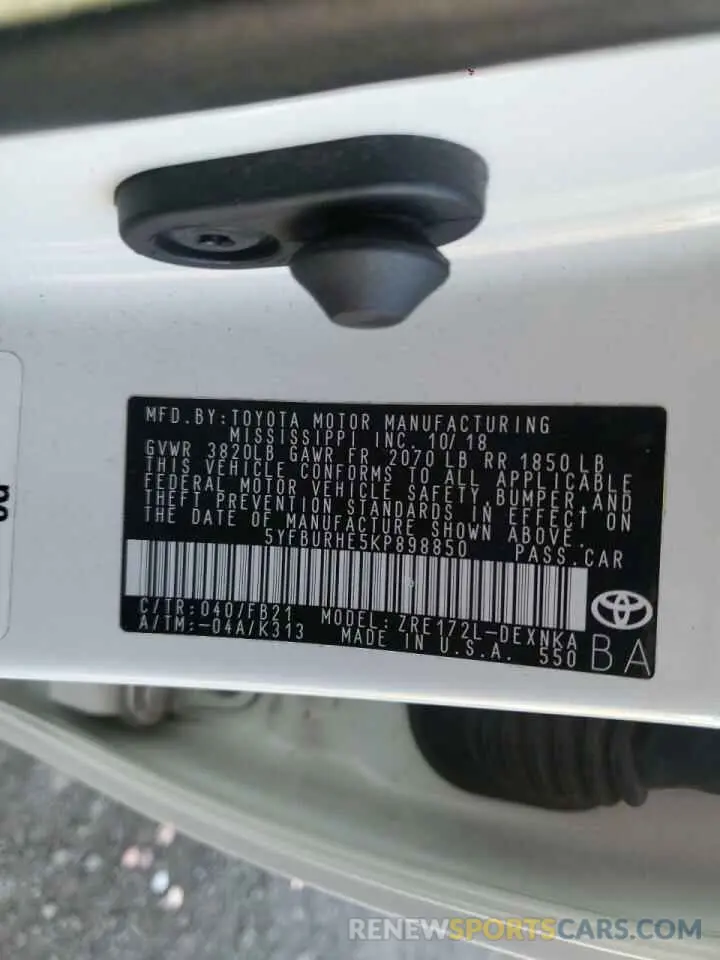 MFD.BY:TOYOTA MOTOR MANUFACTURING
MISSISSIPPI INC. 10/18
GVWR 3820LB GAWR FR 2070 LB RR 1850 LB
THIS VEHICLE CONFORMS TO ALL APPLICABLE
FEDERAL MOTOR VEHICLE SAFETY,BUMPER,AND
THEFT PREVENTION STANDARDS IN EFFECT ON
THE DATE OF MANUFACTURE SHOWN ABOVE.
5YFBURHE5KP898850 PASS.CAR
C/TR:040/FB21 MODEL:ZRE172L-DEXNKA
A/TM:-04A/K313 MADE IN U.S.A. 550
BA
RENEWSPORTSCARS.COM